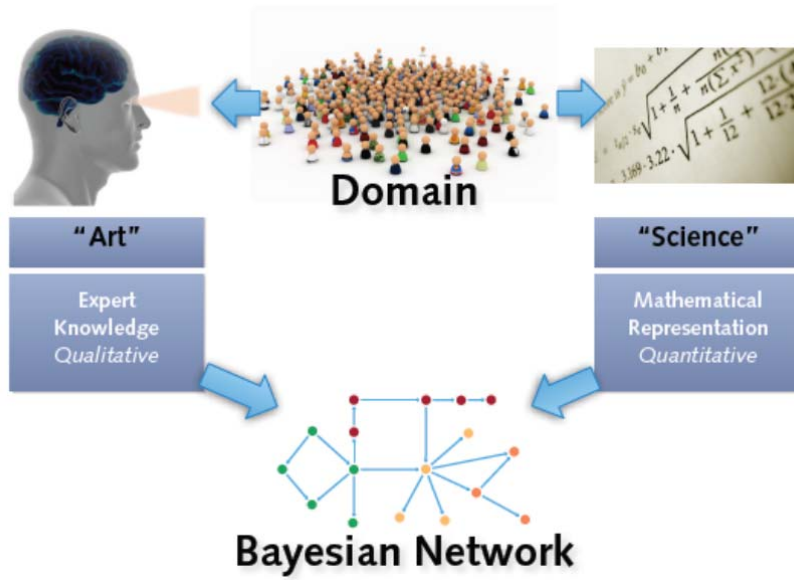 Domain
"Art"
"Science"
Expert
Knowledge
Qualitative
Mathematical
Representation
Quantitative
Bayesian Network